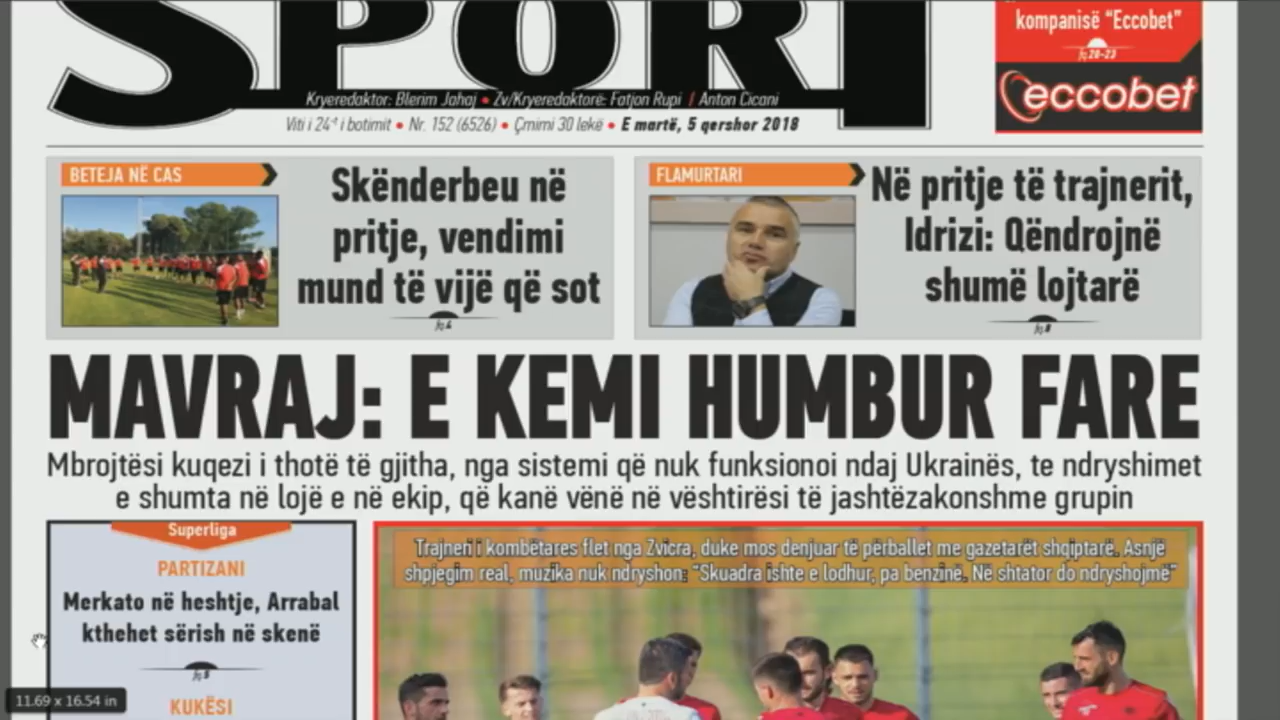 SPORT
kompanisë “Eccobet”
fq 20-23
eccobet
Kryeredaktor: Blerim Jahaj • Zv/Kryeredaktorë: Fatjon Rupi / Anton Cicani
Viti i 24-t i botimit • Nr. 152 (6526) • Çmimi 30 lekë • E martë, 5 qershor 2018
BETEJA NË CAS
Skënderbeu në
pritje, vendimi
mund të vijë që sot
FLAMURTARI
Në pritje të trajnerit,
Idrizi: Qëndrojnë
shumë lojtarë
MAVRAJ: E KEMI HUMBUR FARE
Mbrojtësi kuqezi i thotë të gjitha, nga sistemi që nuk funksionoi ndaj Ukrainës, te ndryshimet
e shumta në lojë e në ekip, që kanë vënë në vështirësi të jashtëzakonshme grupin
Superliga
PARTIZANI
Merkato në heshtje, Arrabal
kthehet sërish në skenë
KUKËSI
Trajneri i kombëtares flet nga Zvicra, duke mos denjuar të përballet me gazetarët shqiptarë. Asnjë
shpjegim real, muzika nuk ndryshon: “Skuadra ishte e lodhur, pa benzinë. Në shtator do ndryshojmë”
11.69 x 16.54 in